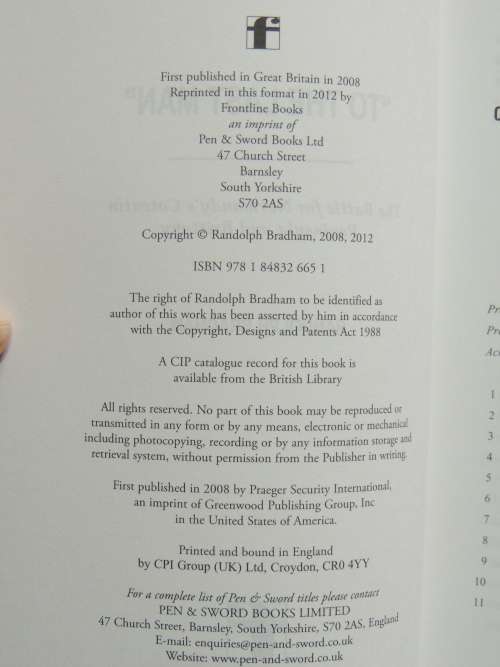 f
First published in Great Britain in 2008
Reprinted in this format in 2012 by
Frontline Books
an imprint of
Pen & Sword Books Ltd
47 Church Street
Barnsley
South Yorkshire
S70 2AS
Copyright © Randolph Bradham, 2008, 2012
ISBN 978 1 84832 665 1
The right of Randolph Bradham to be identified as
author of this work has been asserted by him in accordance
with the Copyright, Designs and Patents Act 1988
A CIP catalogue record for this book is
available from the British Library
All rights reserved. No part of this book may be reproduced or
transmitted in any form or by any means, electronic or mechanical
including photocopying, recording or by any information storage and
retrieval system, without permission from the Publisher in writing.
First published in 2008 by Praeger Security International,
an imprint of Greenwood Publishing Group, Inc
in the United States of America.
Printed and bound in England
by CPI Group (UK) Ltd, Croydon, CR0 4YY
For a complete list of Pen & Sword titles please contact
PEN & SWORD BOOKS LIMITED
47 Church Street, Barnsley, South Yorkshire, S70 2AS, England
E-mail: enquiries@pen-and-sword.co.uk
Website: www.pen-and-sword.co.uk
1
2
3
4
5
6
7
8
9
10
11